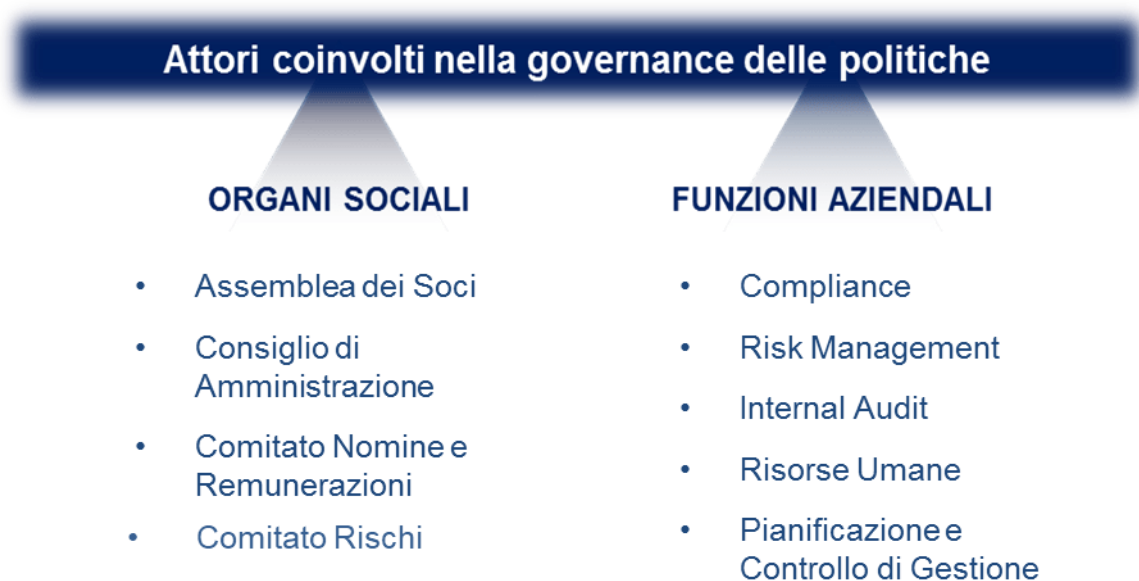 Attori coinvolti nella governance delle politiche
ORGANI SOCIALI
• Assemblea dei Soci
• Consiglio di
Amministrazione
• Comitato Nomine e
Remunerazioni
• Comitato Rischi
FUNZIONI AZIENDALI
• Compliance
• Risk Management
• Internal Audit
• Risorse Umane
• Pianificazione e
Controllo di Gestione